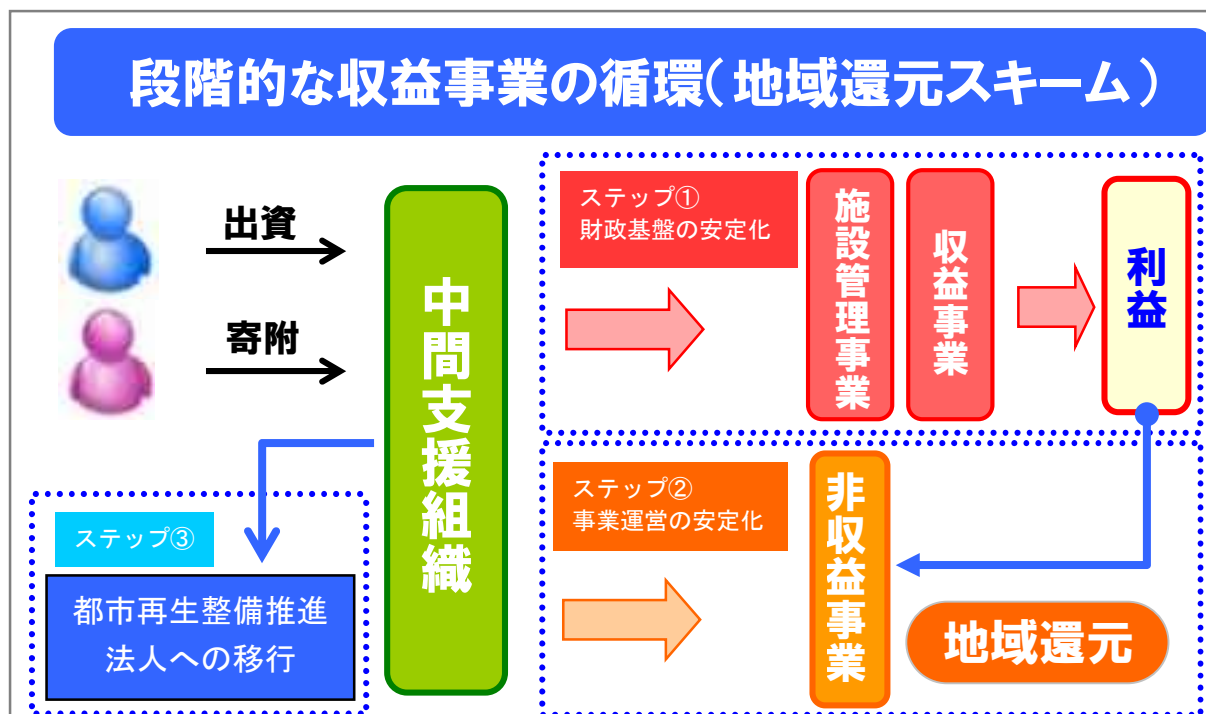 段階的な収益事業の循環(地域還元スキーム)
出資
寄附
中間支援組織
ステップ①
財政基盤の安定化
施設管理事業
収益事業
利益
ステップ②
事業運営の安定化
非収益事業
地域還元
ステップ③
都市再生整備推進
法人への移行